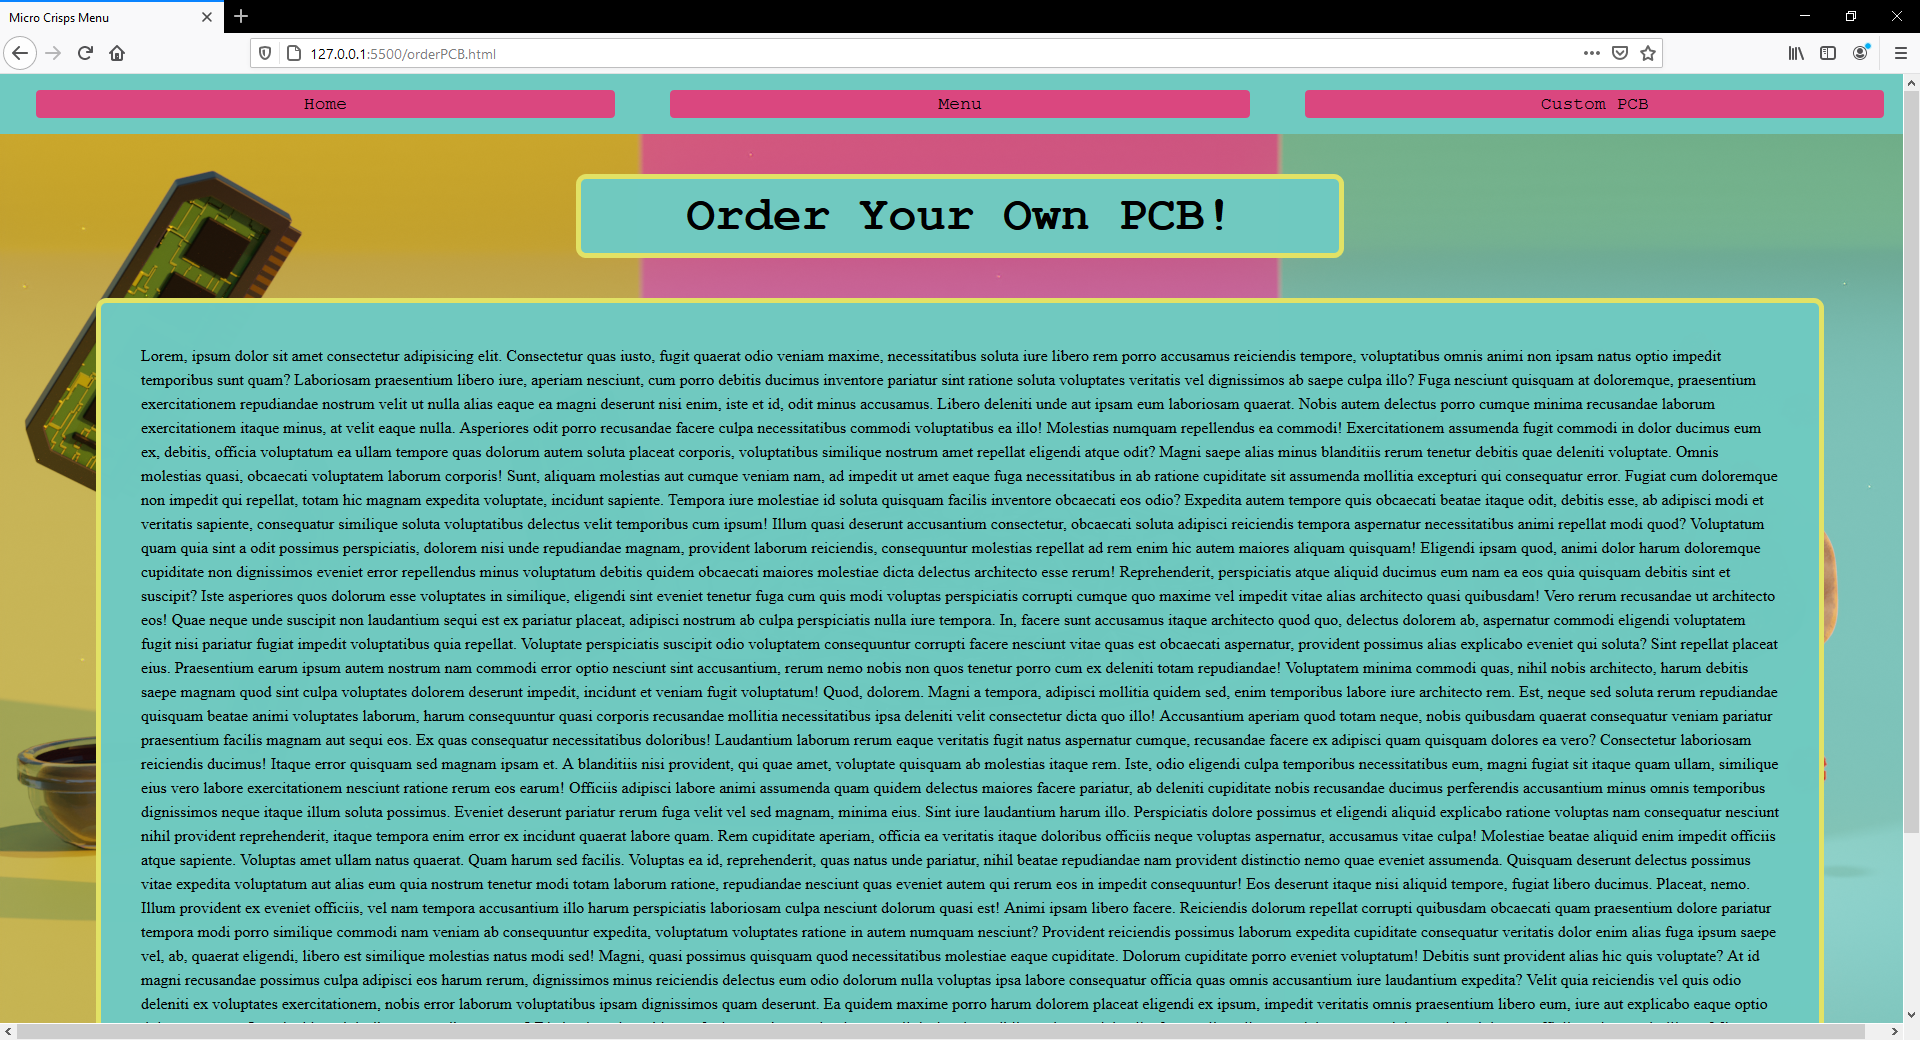 Micro Crisps Menu
127.0.0.1:5500/orderPCB.html
Home
Menu
Custom PCB
Order Your Own PCB!
Lorem, ipsum dolor sit amet consectetur adipisicing elit. Consectetur quas iusto, fugit quaerat odio veniam maxime, necessitatibus soluta iure libero rem porro accusamus reiciendis tempore, voluptatibus omnis animi non ipsam natus optio impedit
temporibus sunt quam? Laboriosam praesentium libero iure, aperiam nesciunt, cum porro debitis ducimus inventore pariatur sint ratione soluta voluptates veritatis vel dignissimos ab saepe culpa illo? Fuga nesciunt quisquam at doloremque, praesentium
exercitationem repudiandae nostrum velit ut nulla alias eaque ea magni deserunt nisi enim, iste et id, odit minus accusamus. Libero deleniti unde aut ipsam eum laboriosam quaerat. Nobis autem delectus porro cumque minima recusandae laborum
exercitationem itaque minus, at velit eaque nulla. Asperiores odit porro recusandae facere culpa necessitatibus commodi voluptatibus ea illo! Molestias numquam repellendus ea commodi! Exercitationem assumenda fugit commodi in dolor ducimus eum
ex, debitis, officia voluptatum ea ullam tempore quas dolorum autem soluta placeat corporis, voluptatibus similique nostrum amet repellat eligendi atque odit? Magni saepe alias minus blanditiis rerum tenetur debitis quae deleniti voluptate. Omnis
molestias quasi, obcaecati voluptatem laborum corporis! Sunt, aliquam molestias aut cumque veniam nam, ad impedit ut amet eaque fuga necessitatibus in ab ratione cupiditate sit assumenda mollitia excepturi qui consequatur error. Fugiat cum doloremque
non impedit qui repellat, totam hic magnam expedita voluptate, incidunt sapiente. Tempora iure molestiae id soluta quisquam facilis inventore obcaecati eos odio? Expedita autem tempore quis obcaecati beatae itaque odit, debitis esse, ab adipisci modi et
veritatis sapiente, consequatur similique soluta voluptatibus delectus velit temporibus cum ipsum! Illum quasi deserunt accusantium consectetur, obcaecati soluta adipisci reiciendis tempora aspernatur necessitatibus animi repellat modi quod? Voluptatum
quam quia sint a odit possimus perspiciatis, dolorem nisi unde repudiandae magnam, provident laborum reiciendis, consequuntur molestias repellat ad rem enim hic autem maiores aliquam quisquam! Eligendi ipsam quod, animi dolor harum doloremque
cupiditate non dignissimos eveniet error repellendus minus voluptatum debitis quidem obcaecati maiores molestiae dicta delectus architecto esse rerum! Reprehenderit, perspiciatis atque aliquid ducimus eum nam ea eos quia quisquam debitis sint et
suscipit? Iste asperiores quos dolorum esse voluptates in similique, eligendi sint eveniet tenetur fuga cum quis modi voluptas perspiciatis corrupti cumque quo maxime vel impedit vitae alias architecto quasi quibusdam! Vero rerum recusandae ut architecto
eos! Quae neque unde suscipit non laudantium sequi est ex pariatur placeat, adipisci nostrum ab culpa perspiciatis nulla iure tempora. In, facere sunt accusamus itaque architecto quod quo, delectus dolorem ab, aspernatur commodi eligendi voluptatem
fugit nisi pariatur fugiat impedit voluptatibus quia repellat. Voluptate perspiciatis suscipit odio voluptatem consequuntur corrupti facere nesciunt vitae quas est obcaecati aspernatur, provident possimus alias explicabo eveniet qui soluta? Sint repellat placeat
eius. Praesentium earum ipsum autem nostrum nam commodi error optio nesciunt sint accusantium, rerum nemo nobis non quos tenetur porro cum ex deleniti totam repudiandae! Voluptatem minima commodi quas, nihil nobis architecto, harum debitis
saepe magnam quod sint culpa voluptates dolorem deserunt impedit, incidunt et veniam fugit voluptatum! Quod, dolorem. Magni a tempora, adipisci mollitia quidem sed, enim temporibus labore iure architecto rem. Est, neque sed soluta rerum repudiandae
quisquam beatae animi voluptates laborum, harum consequuntur quasi corporis recusandae mollitia necessitatibus ipsa deleniti velit consectetur dicta quo illo! Accusantium aperiam quod totam neque, nobis quibusdam quaerat consequatur veniam pariatur
praesentium facilis magnam aut sequi eos. Ex quas consequatur necessitatibus doloribus! Laudantium laborum rerum eaque veritatis fugit natus aspernatur cumque, recusandae facere ex adipisci quam quisquam dolores ea vero? Consectetur laboriosam
reiciendis ducimus! Itaque error quisquam sed magnam ipsam et. A blanditiis nisi provident, qui quae amet, voluptate quisquam ab molestias itaque rem. Iste, odio eligendi culpa temporibus necessitatibus eum, magni fugiat sit itaque quam ullam, similique
eius vero labore exercitationem nesciunt ratione rerum eos earum! Officiis adipisci labore animi assumenda quam quidem delectus maiores facere pariatur, ab deleniti cupiditate nobis recusandae ducimus perferendis accusantium minus omnis temporibus
dignissimos neque itaque illum soluta possimus. Eveniet deserunt pariatur rerum fuga velit vel sed magnam, minima eius. Sint iure laudantium harum illo. Perspiciatis dolore possimus et eligendi aliquid explicabo ratione voluptas nam consequatur nesciunt
nihil provident reprehenderit, itaque tempora enim error ex incidunt quaerat labore quam. Rem cupiditate aperiam, officia ea veritatis itaque doloribus officiis neque voluptas aspernatur, accusamus vitae culpa! Molestiae beatae aliquid enim impedit officiis
atque sapiente. Voluptas amet ullam natus quaerat. Quam harum sed facilis. Voluptas ea id, reprehenderit, quas natus unde pariatur, nihil beatae repudiandae nam provident distinctio nemo quae eveniet assumenda. Quisquam deserunt delectus possimus
vitae expedita voluptatum aut alias eum quia nostrum tenetur modi totam laborum ratione, repudiandae nesciunt quas eveniet autem qui rerum eos in impedit consequuntur! Eos deserunt itaque nisi aliquid tempore, fugiat libero ducimus. Placeat, nemo.
Illum provident ex eveniet officiis, vel nam tempora accusantium illo harum perspiciatis laboriosam culpa nesciunt dolorum quasi est! Animi ipsam libero facere. Reiciendis dolorum repellat corrupti quibusdam obcaecati quam praesentium dolore pariatur
tempora modi porro similique commodi nam veniam ab consequuntur expedita, voluptatum voluptates ratione in autem numquam nesciunt? Provident reiciendis possimus laborum expedita cupiditate consequatur veritatis dolor enim alias fuga ipsum saepe
vel, ab, quaerat eligendi, libero est similique molestias natus modi sed! Magni, quasi possimus quisquam quod necessitatibus molestiae eaque cupiditate. Dolorum cupiditate porro eveniet voluptatum! Debitis sunt provident alias hic quis voluptate? At id
magni recusandae possimus culpa adipisci eos harum rerum, dignissimos minus reiciendis delectus eum odio dolorum nulla voluptas ipsa labore consequatur officia quas omnis accusantium iure laudantium expedita? Velit quia reiciendis vel quis odio
deleniti ex voluptates exercitationem, nobis error laborum voluptatibus ipsam dignissimos quam deserunt. Ea quidem maxime porro harum dolorem placeat eligendi ex ipsum, impedit veritatis omnis praesentium libero eum, iure aut explicabo eaque optio